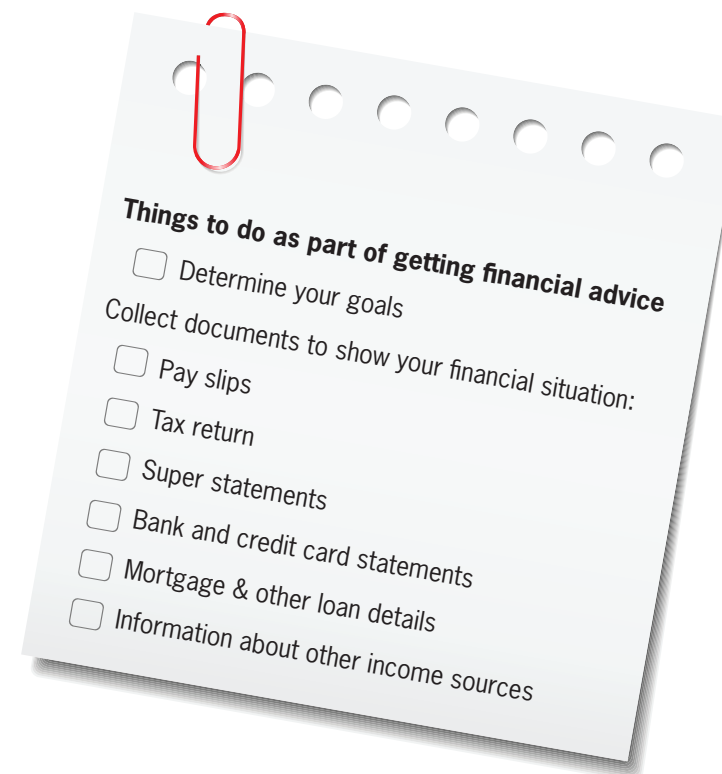 Things to do as part of getting financial advice
Determine your goals
Collect documents to show your financial situation:
Pay slips
Tax return
Super statements
Bank and credit card statements
Mortgage & other loan details
Information about other income sources